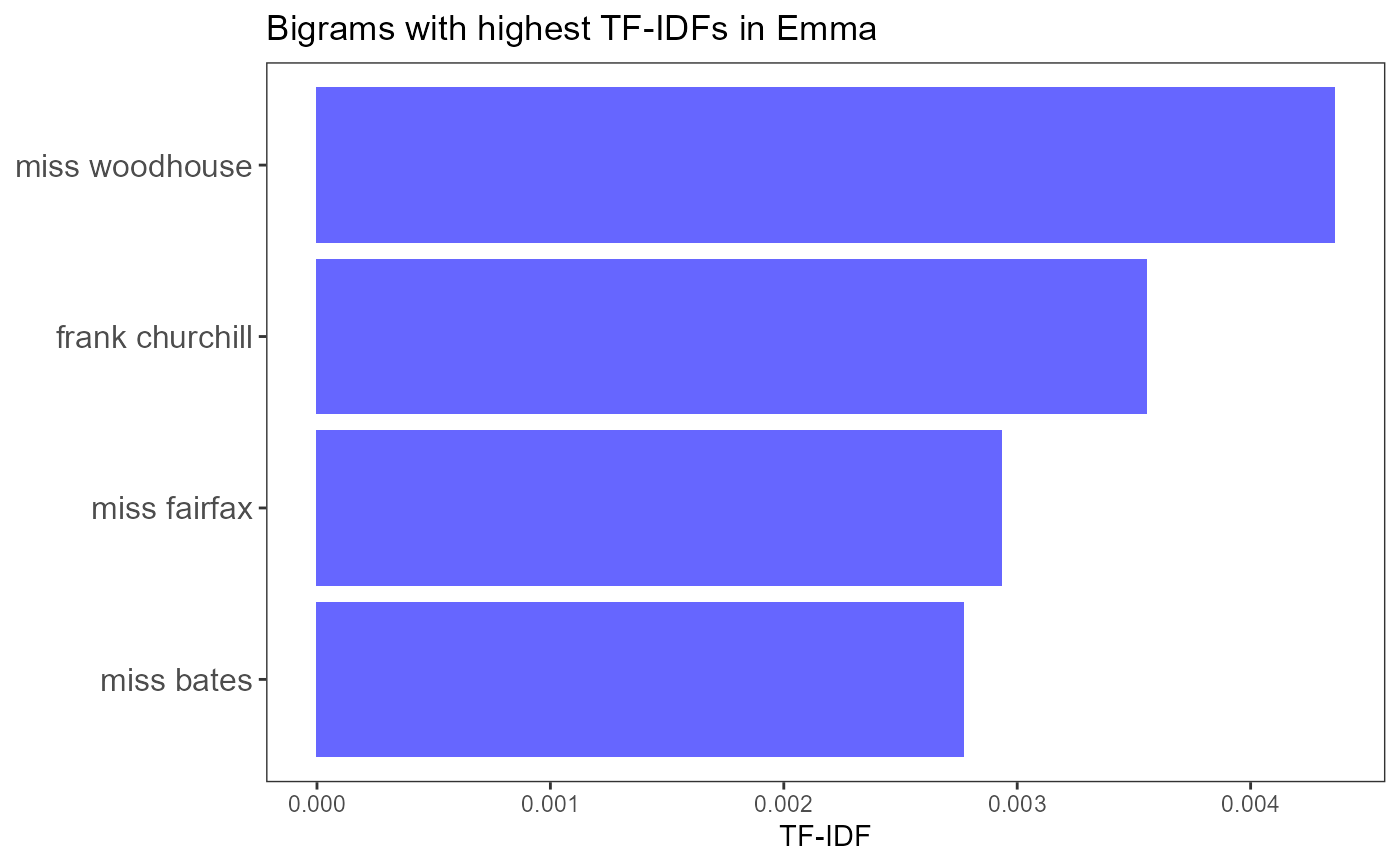 Bigrams with highest TF-IDFs in Emma
miss woodhouse
frank churchill
miss fairfax
miss bates
0.000 0.001 0.002 0.003 0.004
TF-IDF